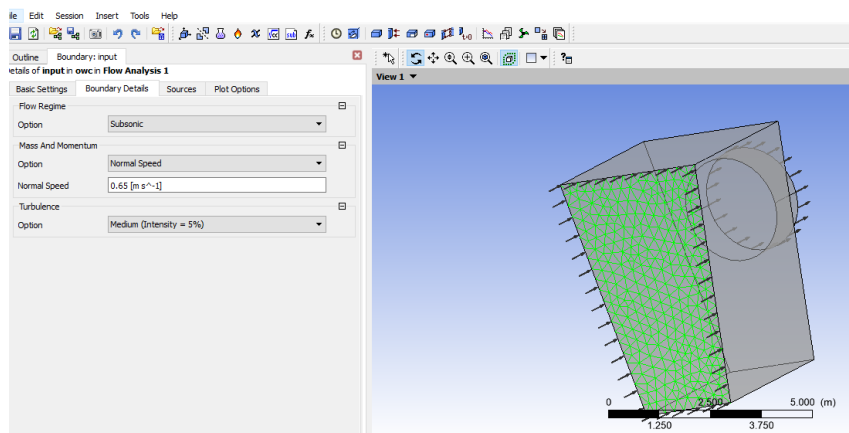 ile Edit Session Insert Tools Help
Outline Boundary: input
Details of input in owc in Flow Analysis 1
Basic Settings Boundary Details Sources Plot Options
Flow Regime
Option Subsonic
Mass And Momentum
Option Normal Speed
Normal Speed 0.65 [m s^-1]
Turbulence
Option Medium (Intensity = 5%)
View 1
0 2.500 5.000 (m)
1.250 3.750